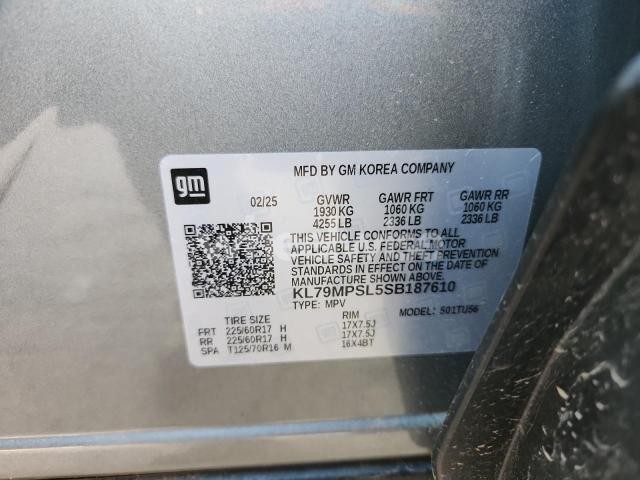 gm
MFD BY GM KOREA COMPANY
02/25 GVWR GAWR FRT GAWR RR
1930 KG 1060 KG 1060 KG
4255 LB 2336 LB 2336 LB
THIS VEHICLE CONFORMS TO ALL
APPLICABLE U.S. FEDERAL MOTOR
VEHICLE SAFETY AND THEFT PREVENTION
STANDARDS IN EFFECT ON THE DATE OF
MANUFACTURE SHOWN ABOVE.
KL79MPSL5SB187610
TYPE: MPV MODEL: 501TU56
TIRE SIZE RIM
FRT 225/60R17 H 17X7.5J
RR 225/60R17 H 17X7.5J
SPA T125/70R16 M 16X4BT